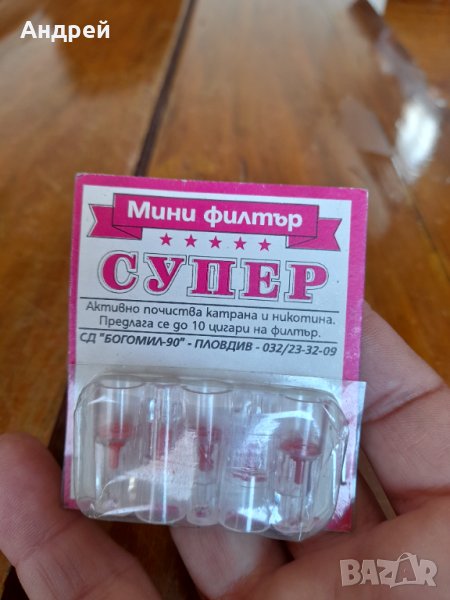 Андрей
Мини филтър
СУПЕР
Активно почиства катрана и никотина.
Предлага се до 10 цигари на филтър.
СД "БОГОМИЛ-90" - ПЛОВДИВ - 032/23-32-09
BAZAR